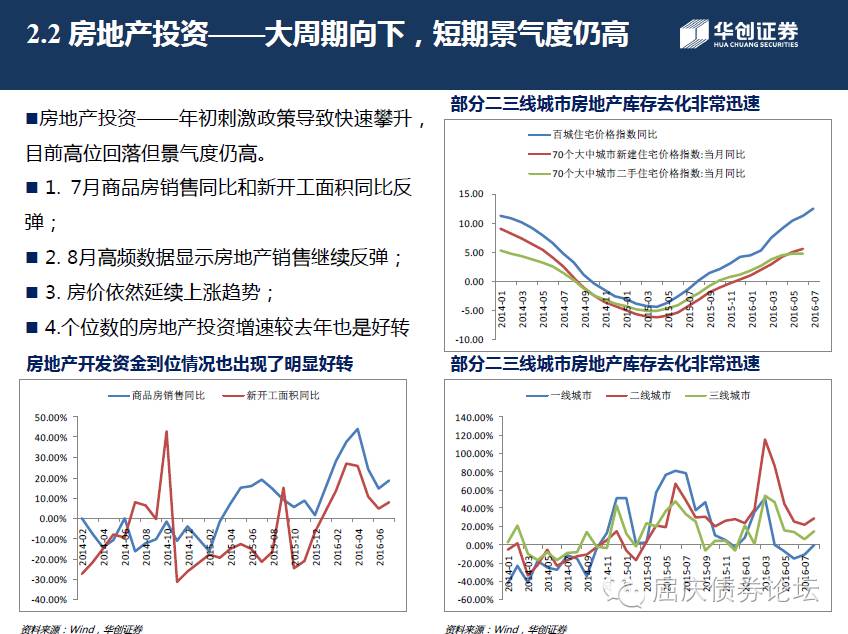 2.2 房地产投资——大周期向下，短期景气度仍高
华创证券
HUA CHUANG SECURITIES
■房地产投资——年初刺激政策导致快速攀升，
目前高位回落但景气度仍高。
■ 1. 7月商品房销售同比和新开工面积同比反
弹；
■ 2. 8月高频数据显示房地产销售继续反弹；
■ 3. 房价依然延续上涨趋势；
■ 4.个位数的房地产投资增速较去年也是好转
房地产开发资金到位情况也出现了明显好转
商品房销售同比 新开工面积同比
50.00%
40.00%
30.00%
20.00%
10.00%
0.00%
-10.00%
-20.00%
-30.00%
-40.00%
2014-02 2014-04 2014-06 2014-08 2014-10 2014-12 2015-02 2015-04 2015-06 2015-08 2015-10 2015-12 2016-02 2016-04 2016-06
资料来源：Wind，华创证券
部分二三线城市房地产库存去化非常迅速
百城住宅价格指数同比
70个大中城市新建住宅价格指数:当月同比
70个大中城市二手住宅价格指数:当月同比
15.00
10.00
5.00
0.00
-5.00
-10.00
2014-01 2014-03 2014-05 2014-07 2014-09 2014-11 2015-01 2015-03 2015-05 2015-07 2015-09 2015-11 2016-01 2016-03 2016-05 2016-07
部分二三线城市房地产库存去化非常迅速
一线城市 二线城市 三线城市
140.00%
120.00%
100.00%
80.00%
60.00%
40.00%
20.00%
0.00%
-20.00%
-40.00%
-60.00%
2014-01 2014-03 2014-05 2014-07 2014-09 2014-11 2015-01 2015-03 2015-05 2015-07 2015-09 2015-11 2016-01 2016-03 2016-05 2016-07
屈庆债券论坛
资料来源：Wind，华创证券